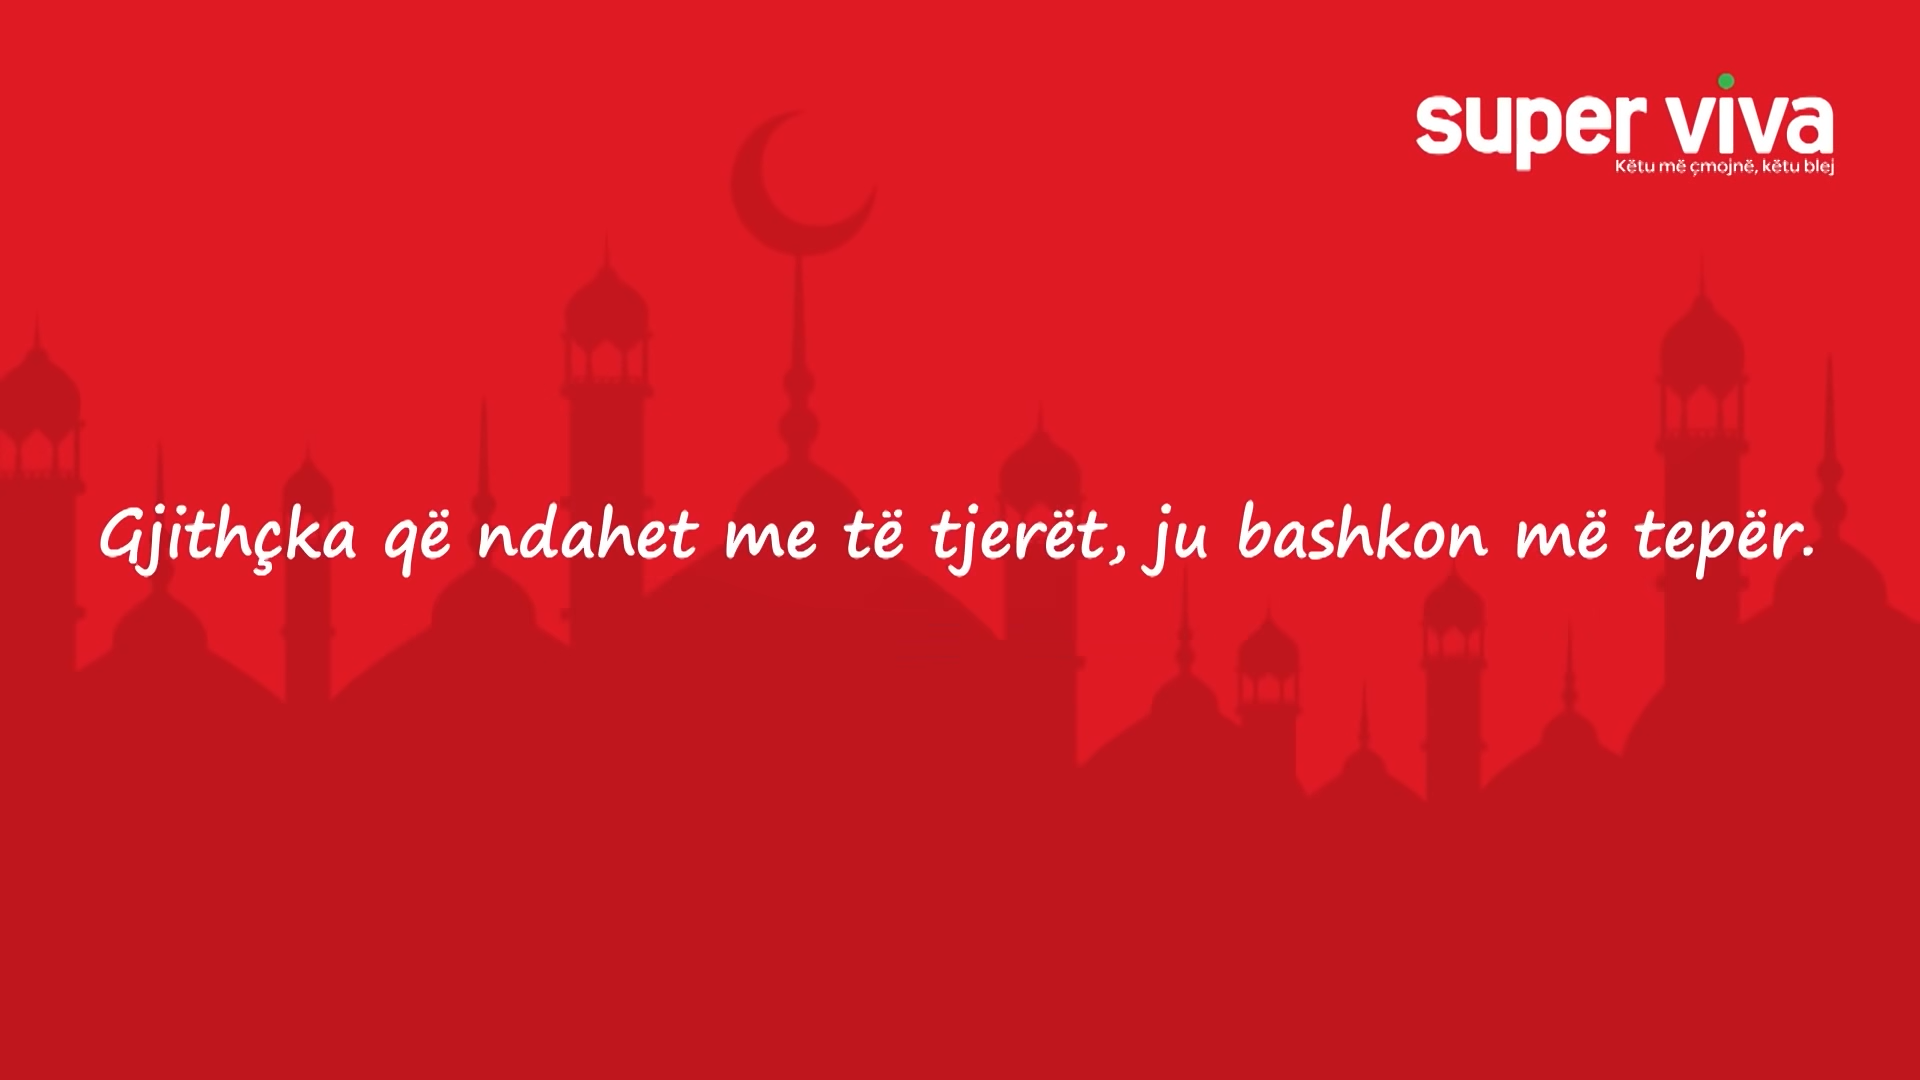 super viva
Këtu më çmojnë, këtu blej
Gjithçka që ndahet me të tjerët, ju bashkon më tepër.